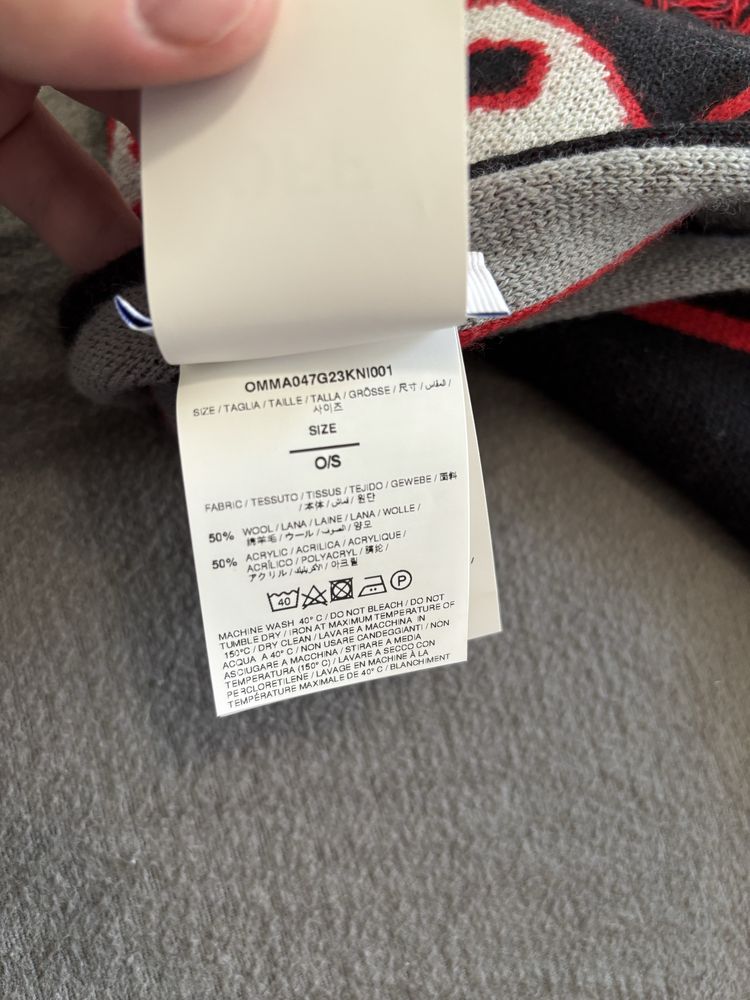 OMMA047G23KNI001
SIZE / TAGLIA / TAILLE / TALLA / GRÖSSE / 尺寸 / المقاس /
사이즈
SIZE
O/S
FABRIC / TESSUTO / TISSUS / TEJIDO / GEWEBE / 面料
/ 本体 / قماش / 원단
50% WOOL / LANA / LAINE / LANA / WOLLE /
绵羊毛 / ウール / الصوف / 양모
50% ACRYLIC / ACRILICA / ACRYLIQUE /
ACRÍLICO / POLYACRYL / 腈纶 /
アクリル / الاكريليك / 아크릴
40 P
MACHINE WASH 40° C / DO NOT BLEACH / DO NOT
TUMBLE DRY / IRON AT MAXIMUM TEMPERATURE OF
150°C / DRY CLEAN / LAVARE A MACCHINA IN
ACQUA A 40° C / NON USARE CANDEGGIANTI / NON
ASCIUGARE A MACCHINA / STIRARE A MEDIA
TEMPERATURA (150° C) / LAVARE A SECCO CON
PERCLORETILENE / LAVAGE EN MACHINE À LA
TEMPÉRATURE MAXIMALE DE 40° C / BLANCHIMENT